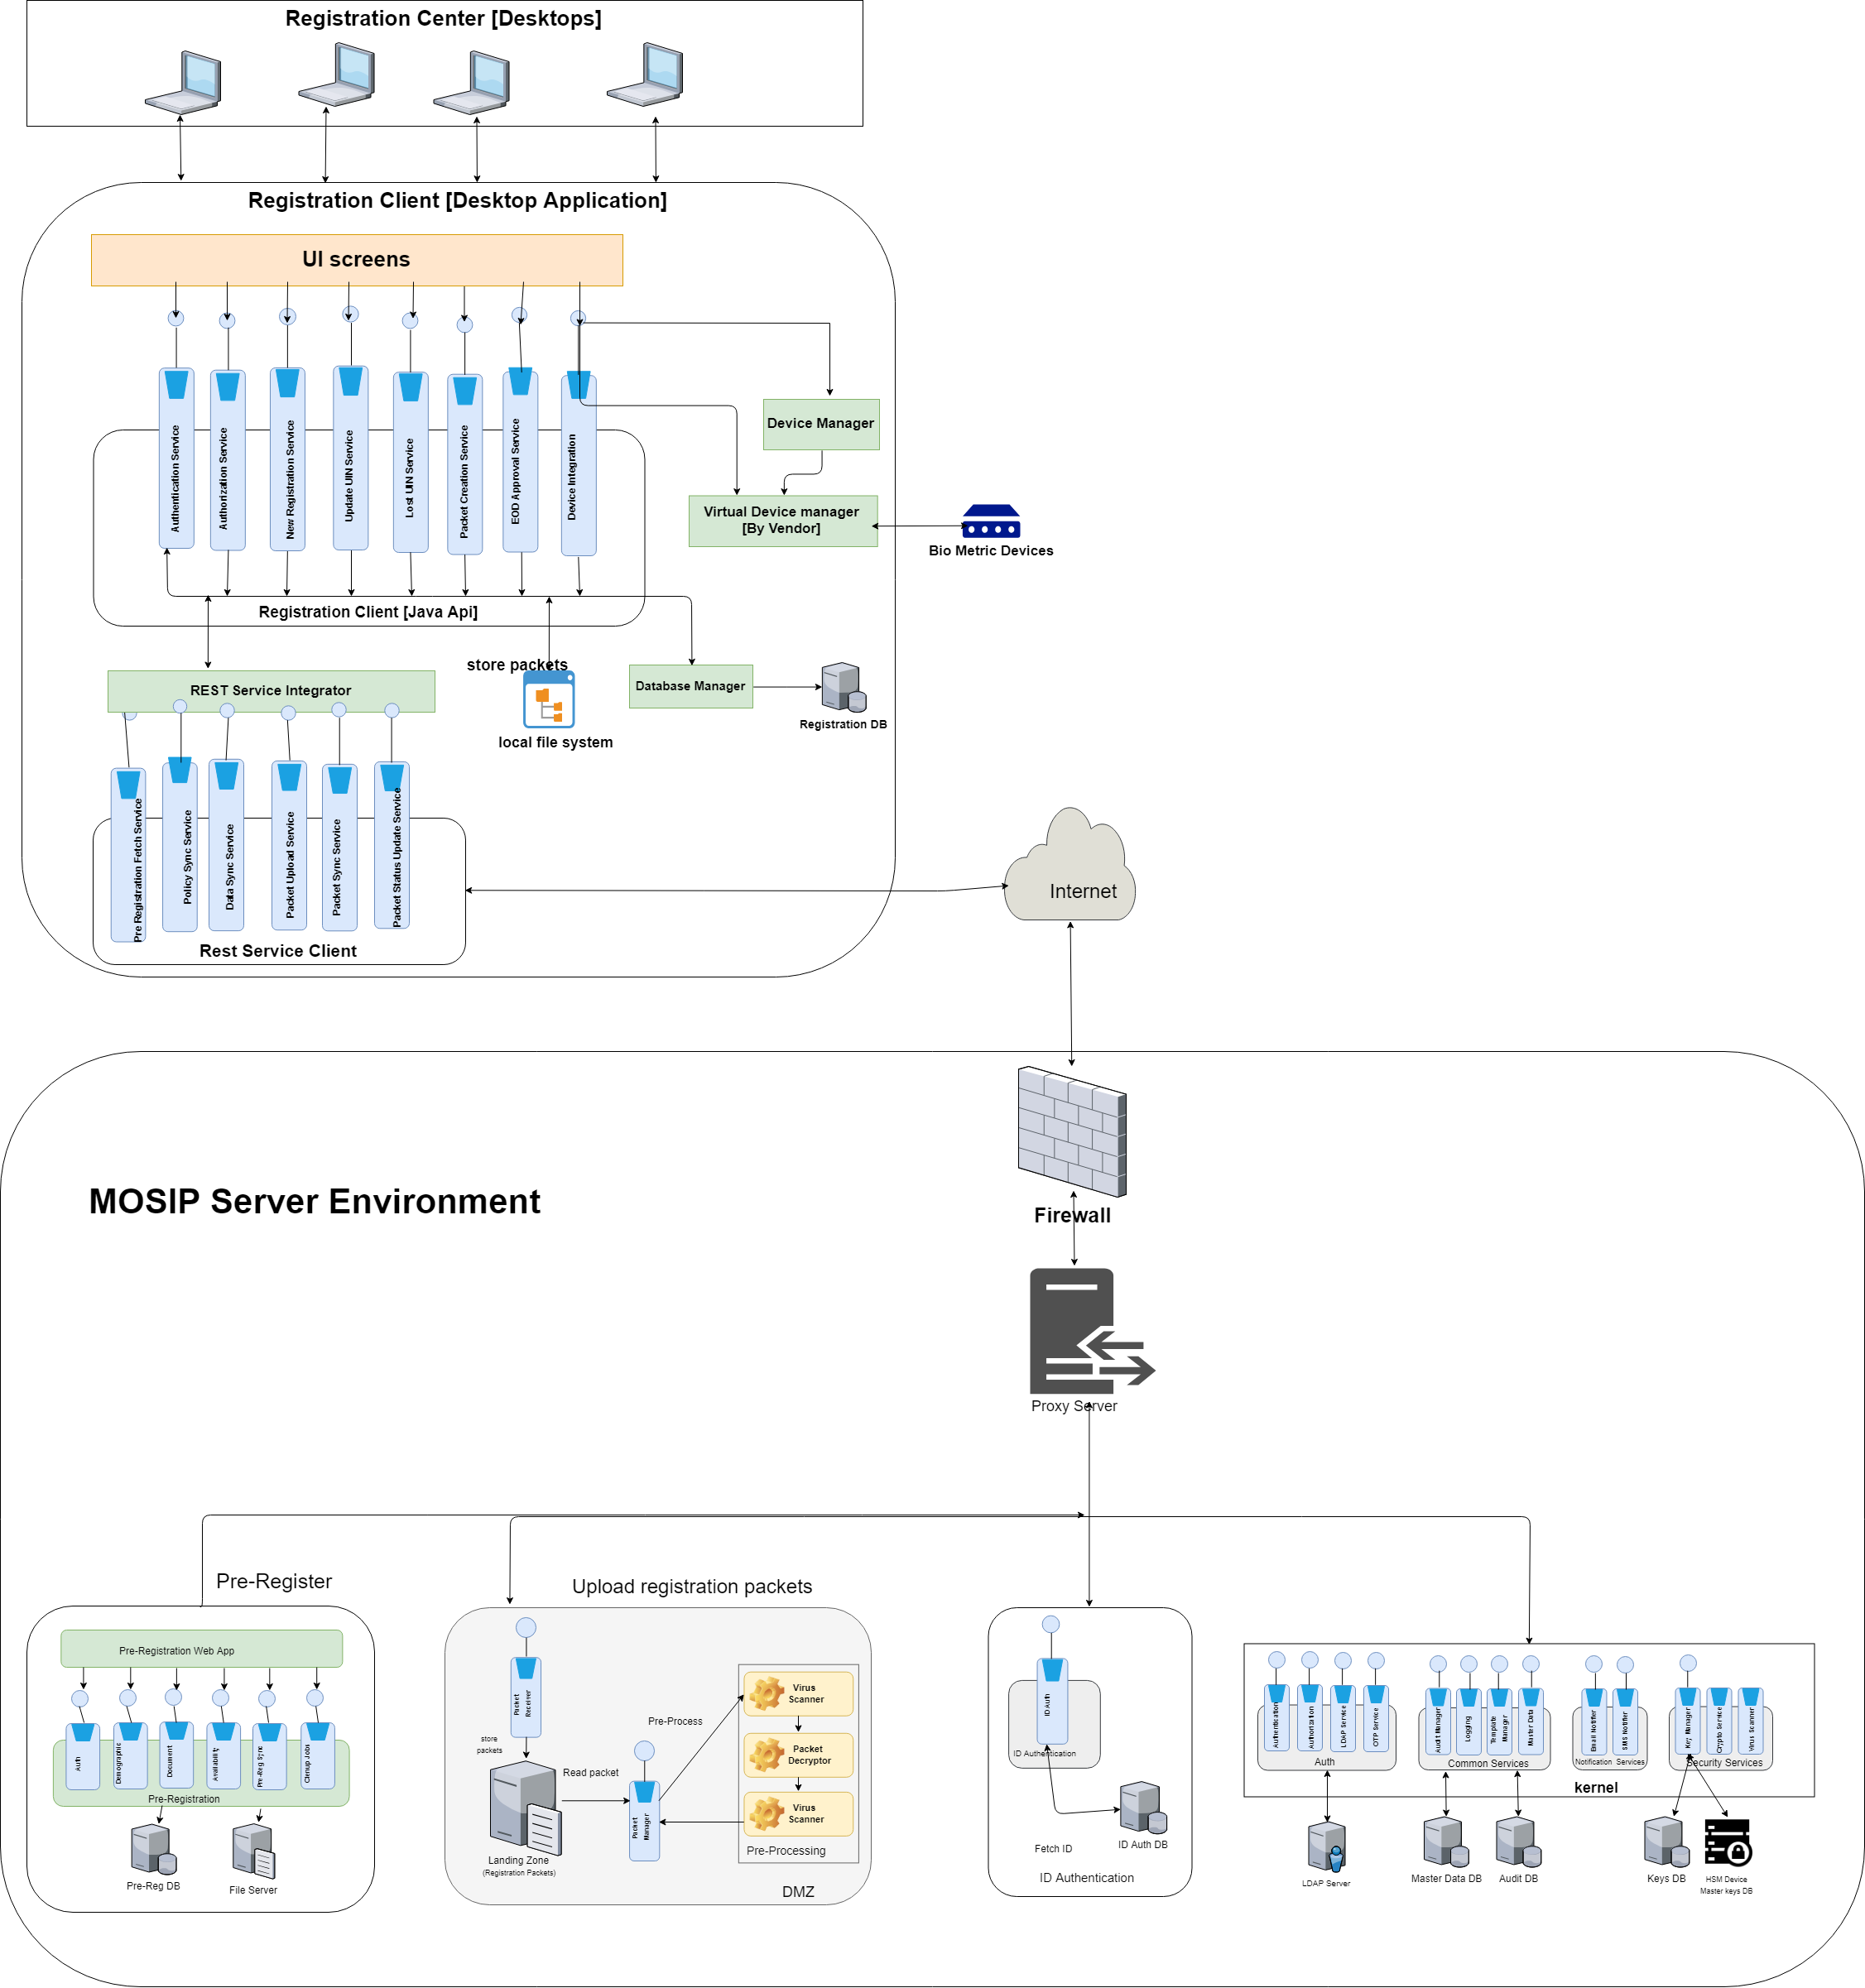 Registration Center [Desktops]
Registration Client [Desktop Application]
UI screens
Authentication Service
Authorization Service
New Registration Service
Update UIN Service
Lost UIN Service
Packet Creation Service
EOD Approval Service
Device Integration
Device Manager
Virtual Device manager
[By Vendor]
Bio Metric Devices
Registration Client [Java Api]
store packets
REST Service Integrator
Database Manager
Registration DB
local file system
Pre Registration Fetch Service
Policy Sync Service
Data Sync Service
Packet Upload Service
Packet Sync Service
Packet Status Update Service
Rest Service Client
Internet
MOSIP Server Environment
Firewall
Proxy Server
Pre-Register
Pre-Registration Web App
Auth
Demographic
Document
Availability
Pre-Reg Sync
Clenup Jobs
Pre-Registration
Pre-Reg DB
File Server
Upload registration packets
Packet
Receiver
store
packets
Read packet
Landing Zone
(Registration Packets)
Packet
Manager
Pre-Process
Virus
Scanner
Packet
Decryptor
Virus
Scanner
Pre-Processing
DMZ
ID Auth
ID Authentication
Fetch ID
ID Auth DB
ID Authentication
Authentication
Authorization
LDAP Service
OTP Service
Auth
Audit Manager
Logging
Template
Manager
Master Data
Common Services
Email Notifier
SMS Notifier
Notification Services
Key Manager
Crypto Service
Virus Scanner
Security Services
kernel
LDAP Server
Master Data DB
Audit DB
Keys DB
HSM Device
Master keys DB